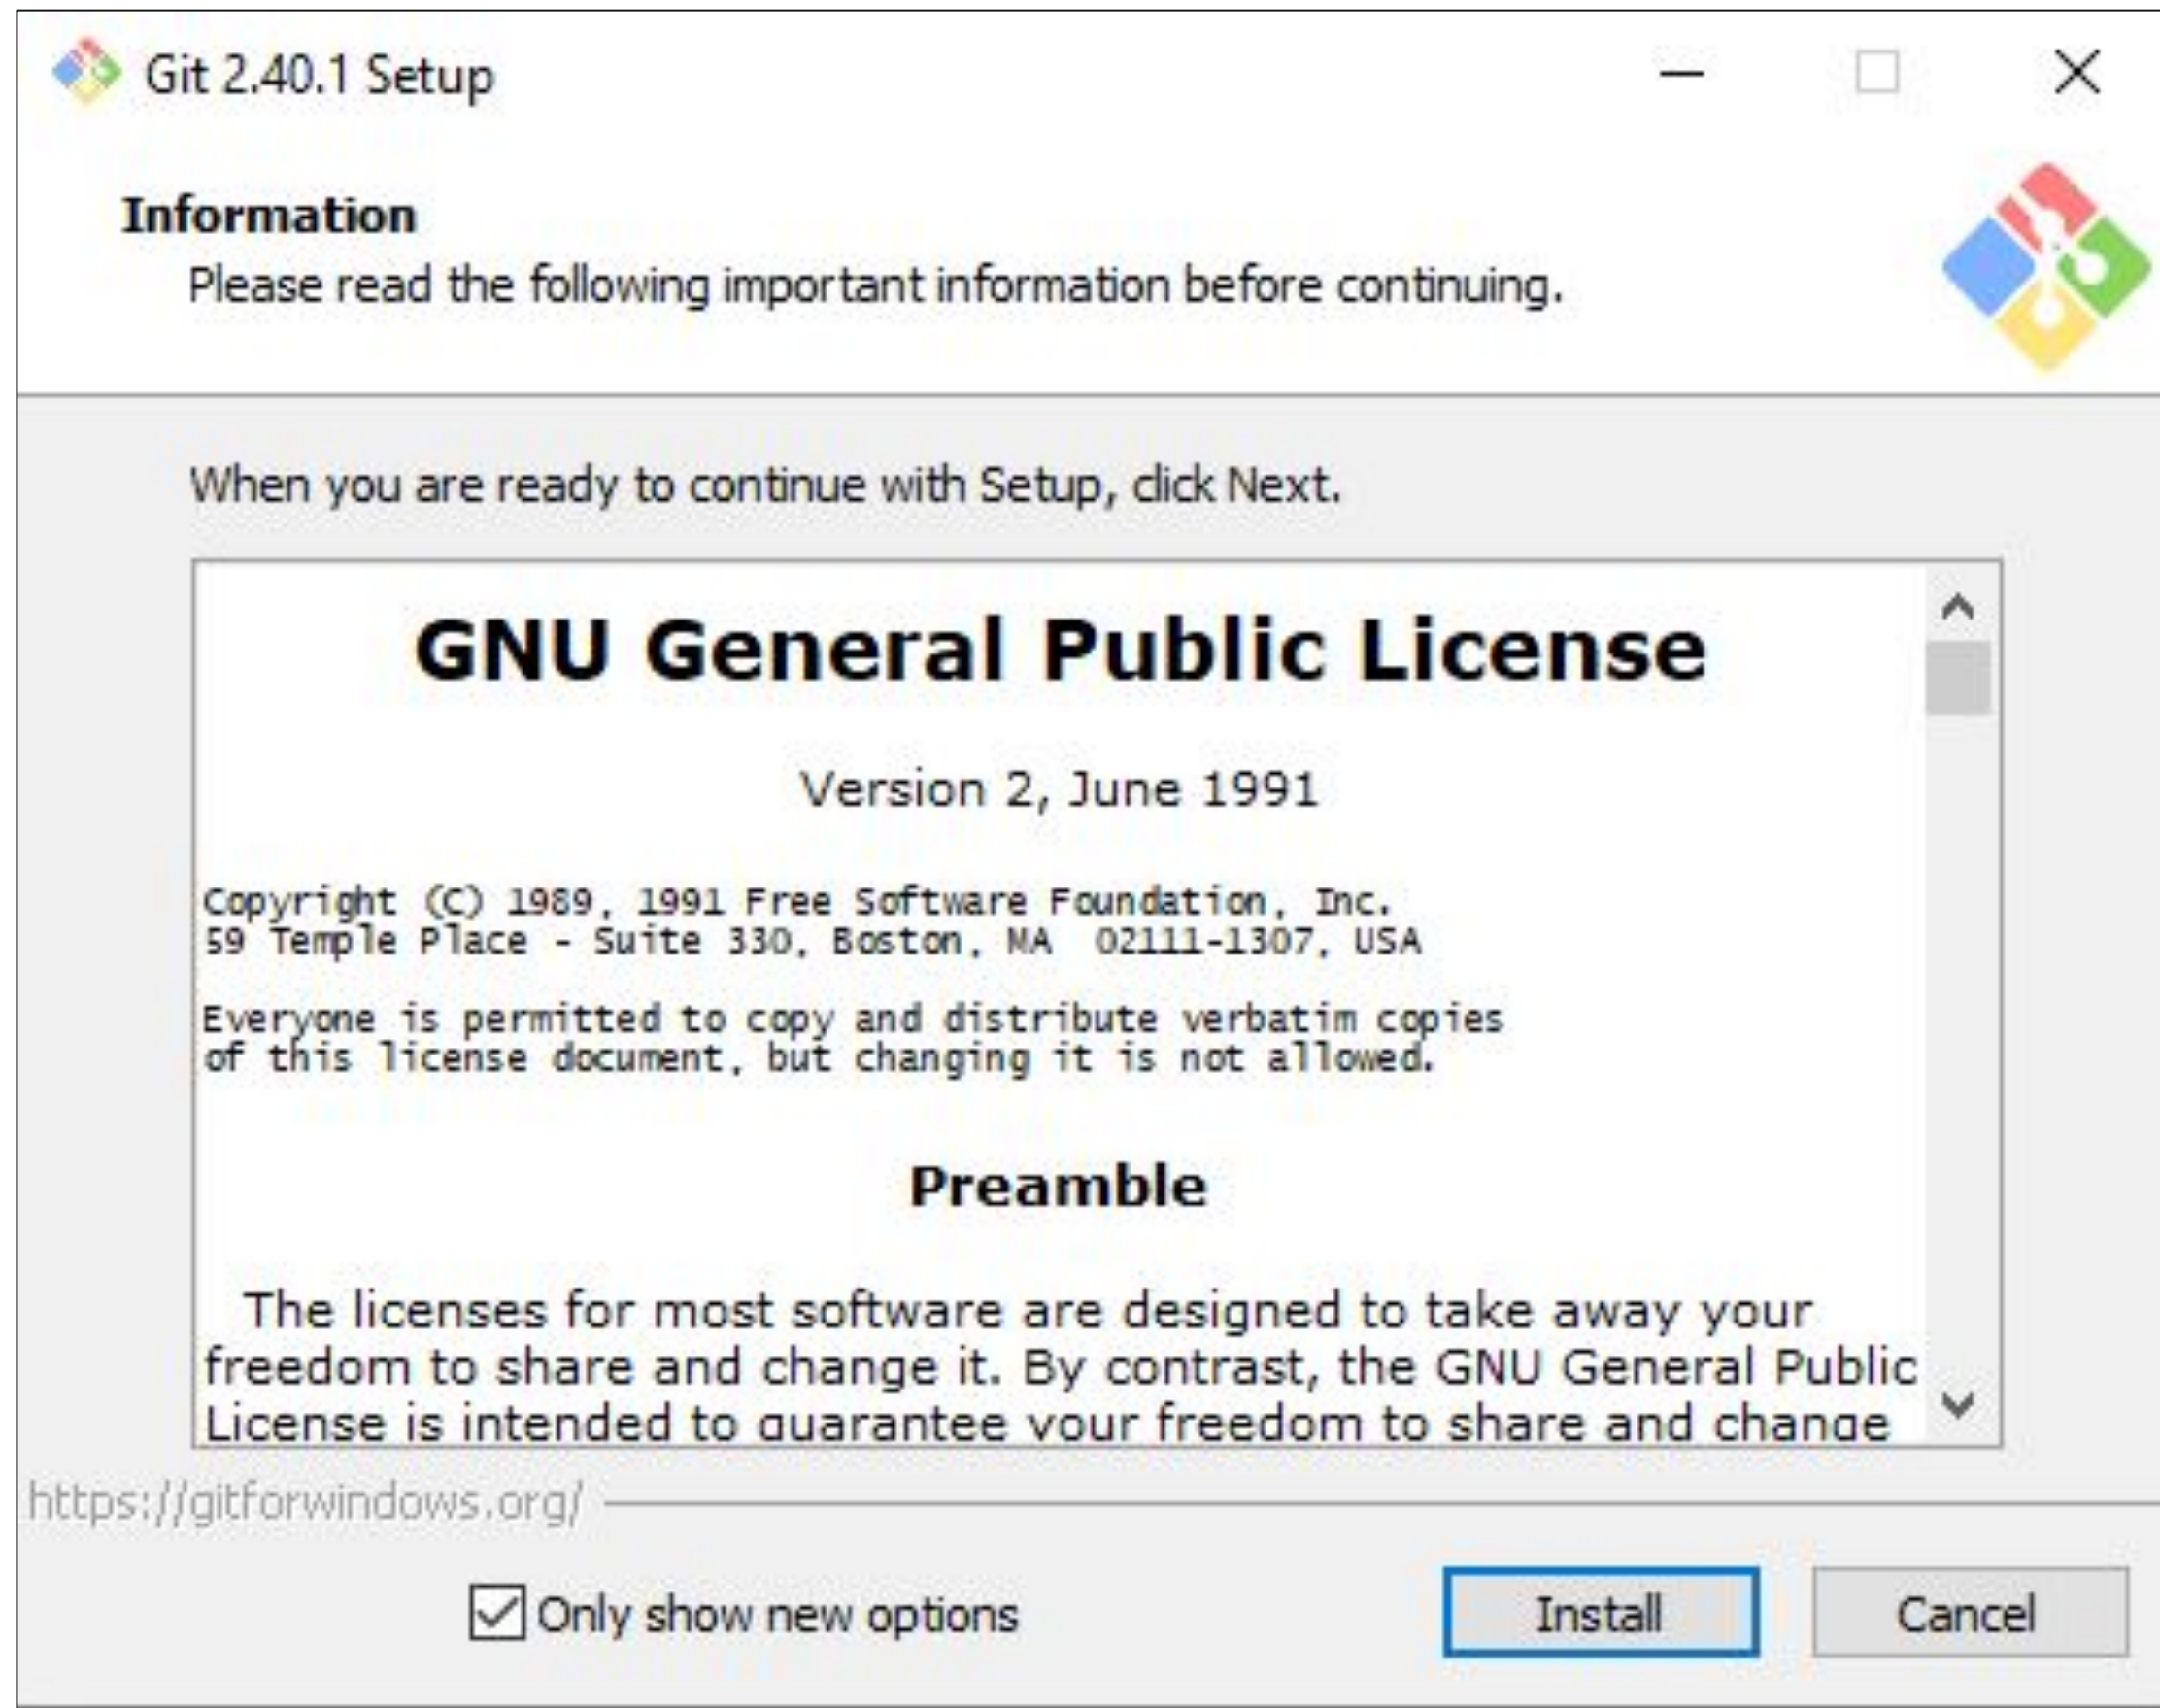 Git 2.40.1 Setup
Information
Please read the following important information before continuing.
When you are ready to continue with Setup, click Next.
GNU General Public License
Version 2, June 1991
Copyright (C) 1989, 1991 Free Software Foundation, Inc.
59 Temple Place - Suite 330, Boston, MA  02111-1307, USA
Everyone is permitted to copy and distribute verbatim copies
of this license document, but changing it is not allowed.
Preamble
The licenses for most software are designed to take away your
freedom to share and change it. By contrast, the GNU General Public
License is intended to guarantee your freedom to share and change
https://gitforwindows.org/
Only show new options
Install
Cancel